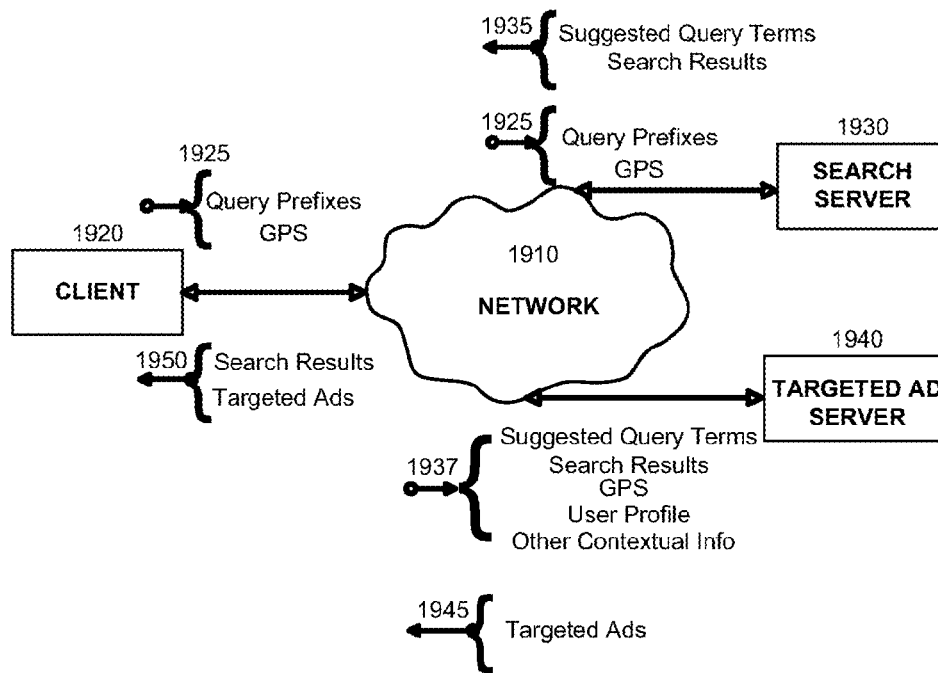 1935
Suggested Query Terms
Search Results
1925
Query Prefixes
GPS
1930
SEARCH
SERVER
1925
Query Prefixes
GPS
1920
CLIENT
1910
NETWORK
1950
Search Results
Targeted Ads
1940
TARGETED AD
SERVER
1937
Suggested Query Terms
Search Results
GPS
User Profile
Other Contextual Info
1945
Targeted Ads